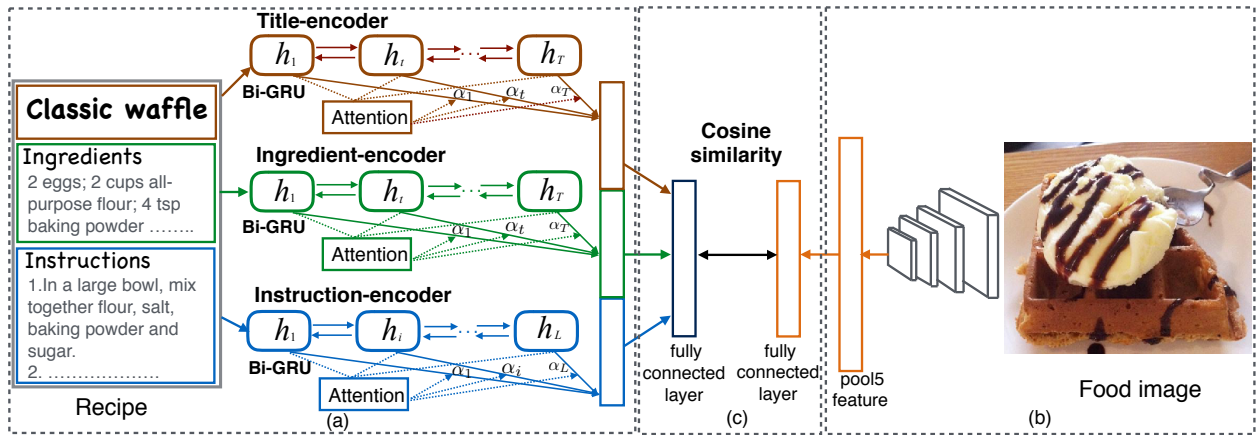 Title-encoder
h1 ht ... hT
Bi-GRU
Attention
α1 αt αT
Classic waffle
Ingredients
2 eggs; 2 cups all-
purpose flour; 4 tsp
baking powder ……..
Ingredient-encoder
h1 ht ... hT
Bi-GRU
Attention
α1 αt αT
Instructions
1.In a large bowl, mix
together flour, salt,
baking powder and
sugar.
2. ………………
Instruction-encoder
h1 hi ... hL
Bi-GRU
Attention
α1 αi αL
Recipe
(a)
Cosine
similarity
fully
connected
layer
fully
connected
layer
(c)
pool5
feature
(b)
Food image